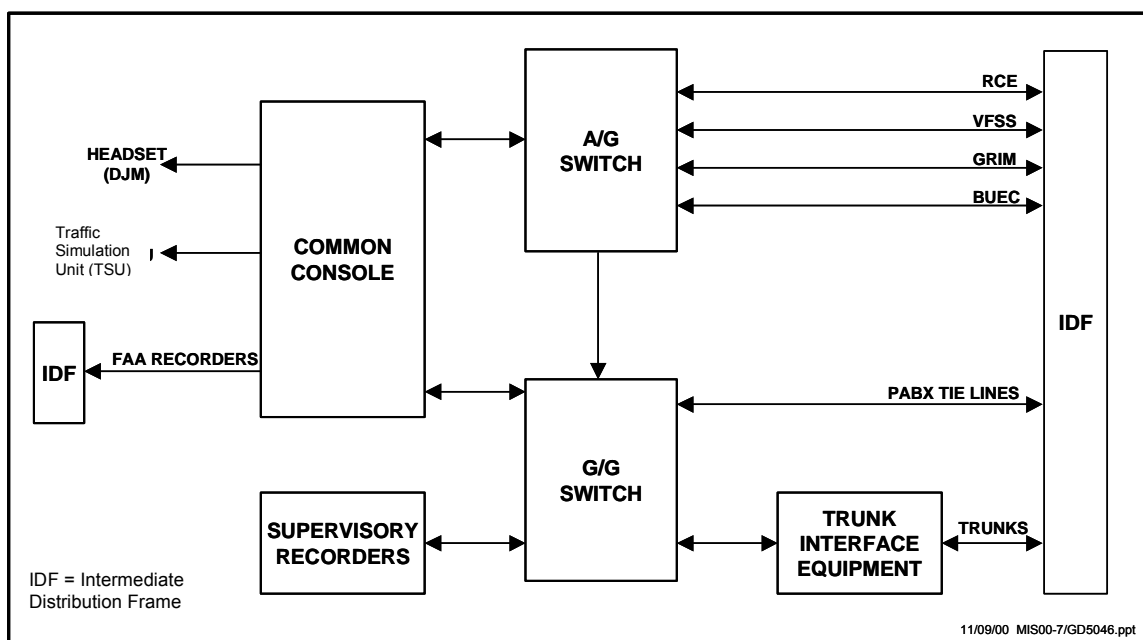 RCE
VFSS
GRIM
BUEC
A/G
SWITCH
HEADSET
(DJM)
Traffic
Simulation
Unit (TSU)
COMMON
CONSOLE
IDF
FAA RECORDERS
IDF
PABX TIE LINES
G/G
SWITCH
SUPERVISORY
RECORDERS
TRUNK
INTERFACE
EQUIPMENT
TRUNKS
IDF = Intermediate
Distribution Frame
11/09/00 MIS00-7/GD5046.ppt